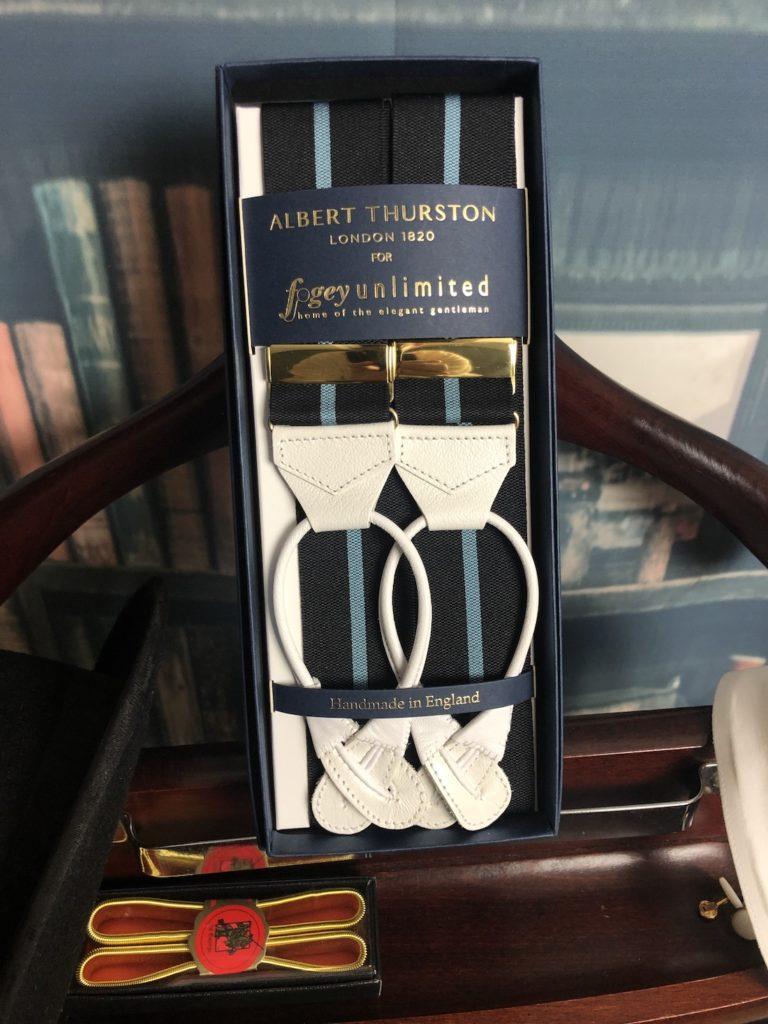 ALBERT THURSTON
LONDON 1820
FOR
fogey unlimited
home of the elegant gentleman
Handmade in England